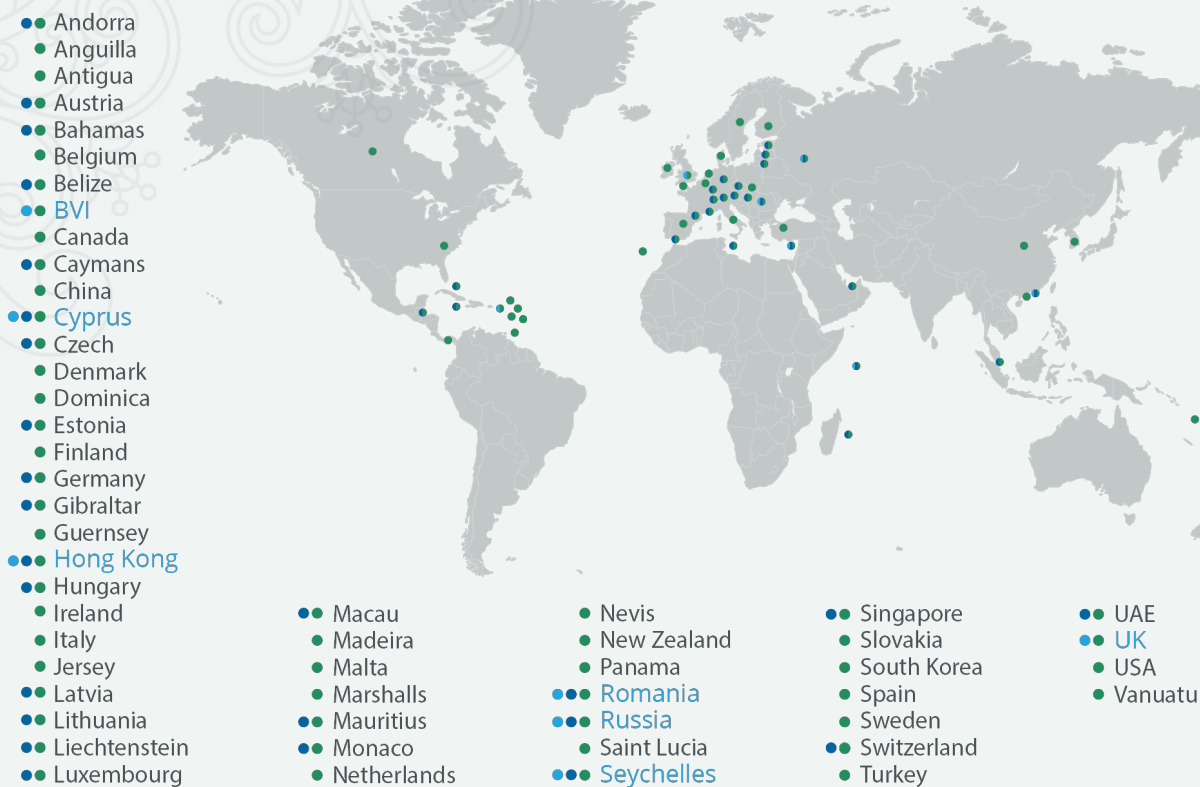 Andorra
Anguilla
Antigua
Austria
Bahamas
Belgium
Belize
BVI
Canada
Caymans
China
Cyprus
Czech
Denmark
Dominica
Estonia
Finland
Germany
Gibraltar
Guernsey
Hong Kong
Hungary
Ireland
Italy
Jersey
Latvia
Lithuania
Liechtenstein
Luxembourg
Macau
Madeira
Malta
Marshalls
Mauritius
Monaco
Netherlands
Nevis
New Zealand
Panama
Romania
Russia
Saint Lucia
Seychelles
Singapore
Slovakia
South Korea
Spain
Sweden
Switzerland
Turkey
UAE
UK
USA
Vanuatu